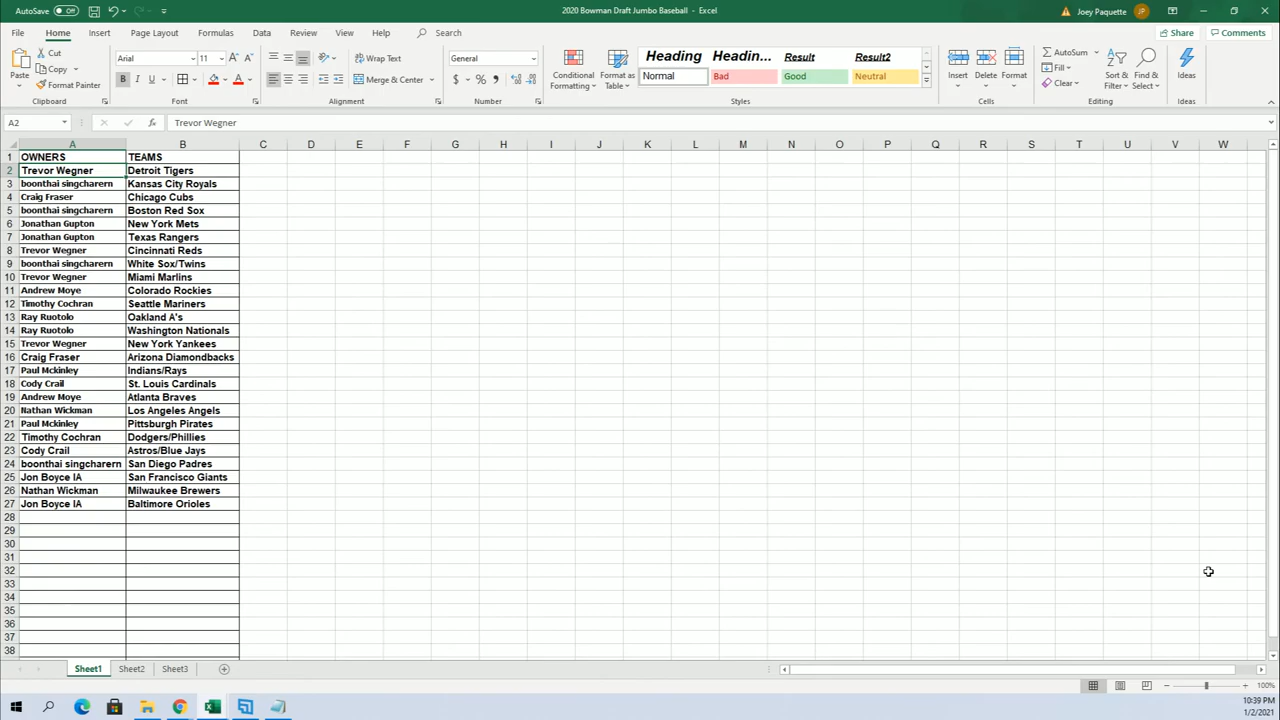 AutoSave Off 2020 Bowman Draft Jumbo Baseball - Excel Joey Paquette JP
File Home Insert Page Layout Formulas Data Review View Help Search Share Comments
Paste Cut Copy Format Painter Clipboard
Arial 11 A A B I U A Font
ab Wrap Text Merge & Center Alignment
General $ % , Number
Conditional Formatting Format as Table Heading Headin... Result Result2 Normal Bad Good Neutral Styles
Insert Delete Format Cells
AutoSum Fill Clear Sort & Filter Find & Select Editing
Ideas Ideas
A2 fx Trevor Wegner
A B C D E F G H I J K L M N O P Q R S T U V W
1 OWNERS TEAMS
2 Trevor Wegner Detroit Tigers
3 boonthai singcharern Kansas City Royals
4 Craig Fraser Chicago Cubs
5 boonthai singcharern Boston Red Sox
6 Jonathan Gupton New York Mets
7 Jonathan Gupton Texas Rangers
8 Trevor Wegner Cincinnati Reds
9 boonthai singcharern White Sox/Twins
10 Trevor Wegner Miami Marlins
11 Andrew Moye Colorado Rockies
12 Timothy Cochran Seattle Mariners
13 Ray Ruotolo Oakland A's
14 Ray Ruotolo Washington Nationals
15 Trevor Wegner New York Yankees
16 Craig Fraser Arizona Diamondbacks
17 Paul Mckinley Indians/Rays
18 Cody Crail St. Louis Cardinals
19 Andrew Moye Atlanta Braves
20 Nathan Wickman Los Angeles Angels
21 Paul Mckinley Pittsburgh Pirates
22 Timothy Cochran Dodgers/Phillies
23 Cody Crail Astros/Blue Jays
24 boonthai singcharern San Diego Padres
25 Jon Boyce IA San Francisco Giants
26 Nathan Wickman Milwaukee Brewers
27 Jon Boyce IA Baltimore Orioles
28
29
30
31
32
33
34
35
36
37
38
Sheet1 Sheet2 Sheet3
100%
10:39 PM
1/2/2021